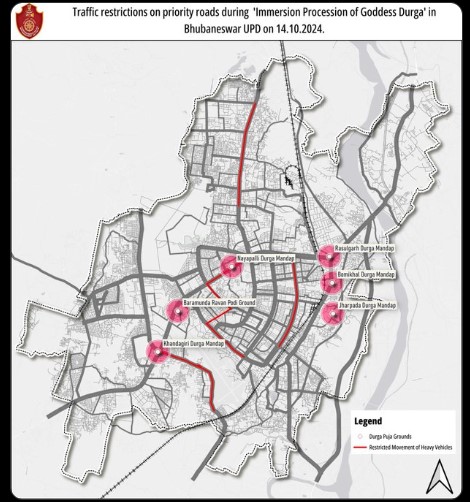 Traffic restrictions on priority roads during 'Immersion Procession of Goddess Durga' in
Bhubaneswar UPD on 14.10.2024.
Rasulgarh Durga Mandap
Nayapalli Durga Mandap
Bomikhal Durga Mandap
Baramunda Ravan Podi Ground
Jharpada Durga Mandap
Khandagiri Durga Mandap
Legend
Durga Puja Grounds
Restricted Movement of Heavy Vehicles